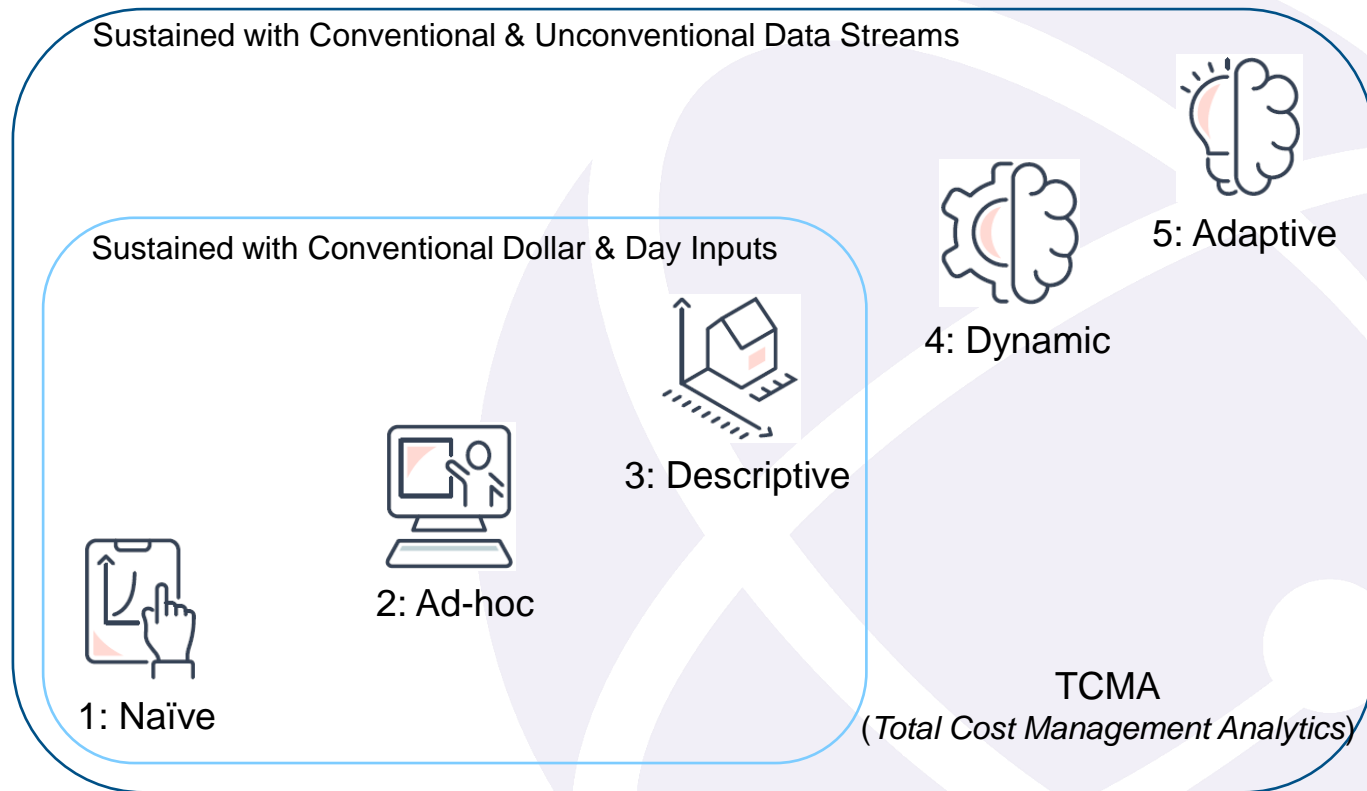 Sustained with Conventional & Unconventional Data Streams
5: Adaptive
Sustained with Conventional Dollar & Day Inputs
4: Dynamic
3: Descriptive
2: Ad-hoc
1: Naïve
TCMA
(Total Cost Management Analytics)